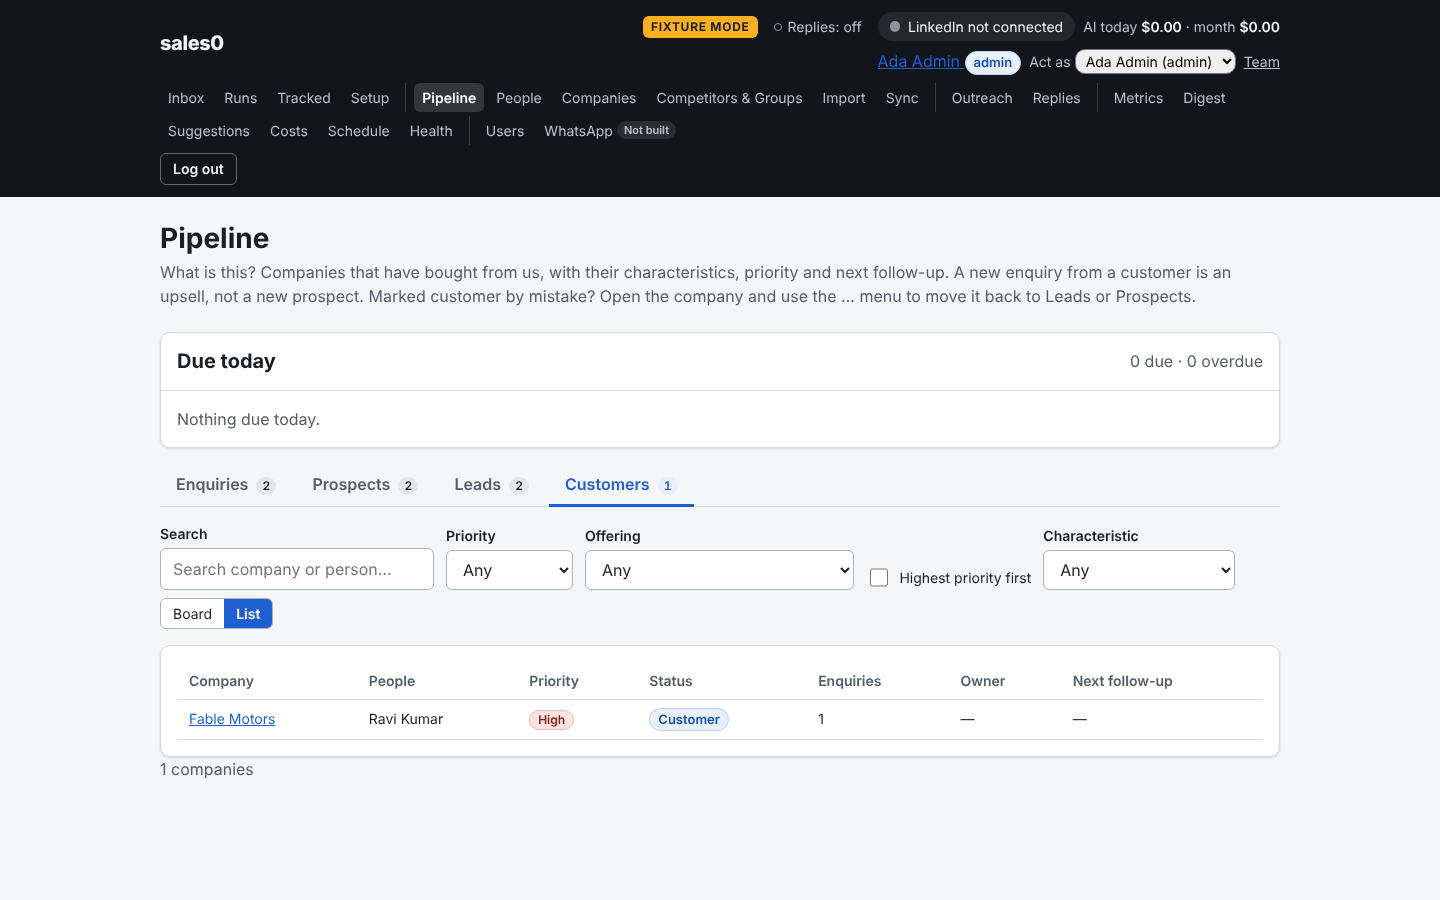 sales0
FIXTURE MODE
Replies: off
LinkedIn not connected
AI today $0.00 · month $0.00
Ada Admin admin
Act as Ada Admin (admin)
Team
Inbox Runs Tracked Setup Pipeline People Companies Competitors & Groups Import Sync Outreach Replies Metrics Digest
Suggestions Costs Schedule Health Users WhatsApp Not built
Log out
Pipeline
What is this? Companies that have bought from us, with their characteristics, priority and next follow-up. A new enquiry from a customer is an
upsell, not a new prospect. Marked customer by mistake? Open the company and use the … menu to move it back to Leads or Prospects.
Due today
0 due · 0 overdue
Nothing due today.
Enquiries 2 Prospects 2 Leads 2 Customers 1
Search Priority Offering Characteristic
Search company or person... Any Any Highest priority first Any
Board List
Company People Priority Status Enquiries Owner Next follow-up
Fable Motors Ravi Kumar High Customer 1 — —
1 companies